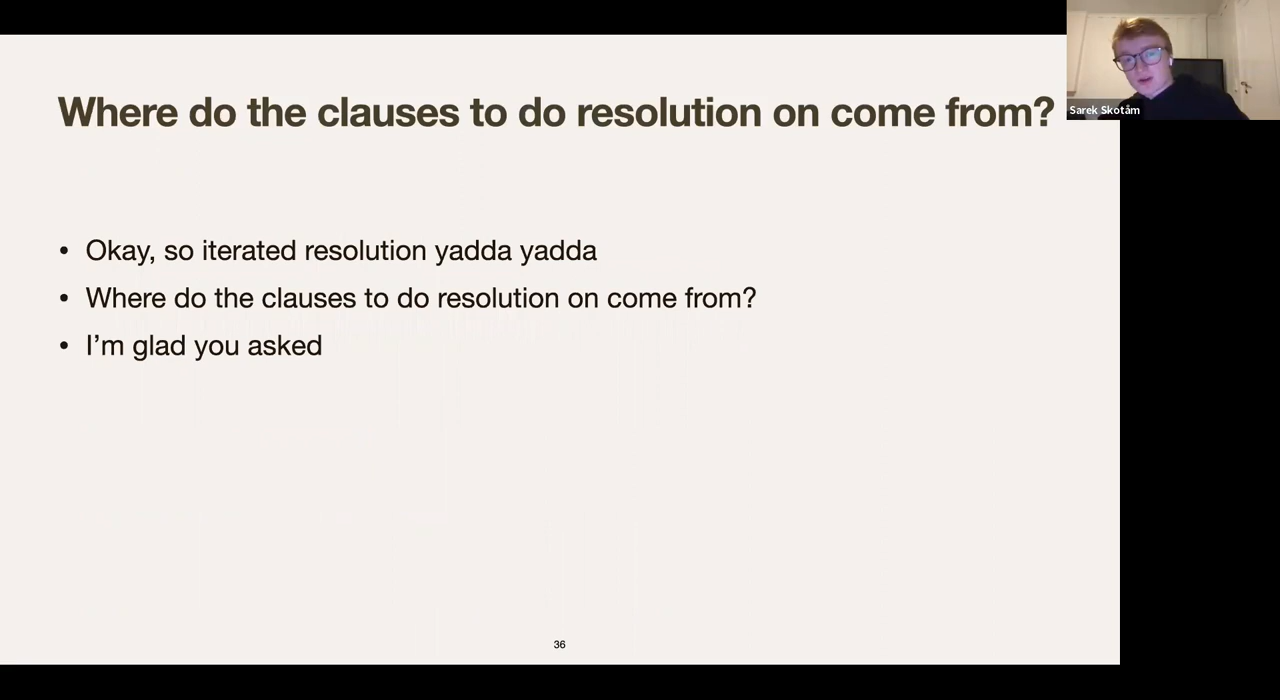 Where do the clauses to do resolution on come from?
Sarek Skotåm
• Okay, so iterated resolution yadda yadda
• Where do the clauses to do resolution on come from?
• I’m glad you asked
36